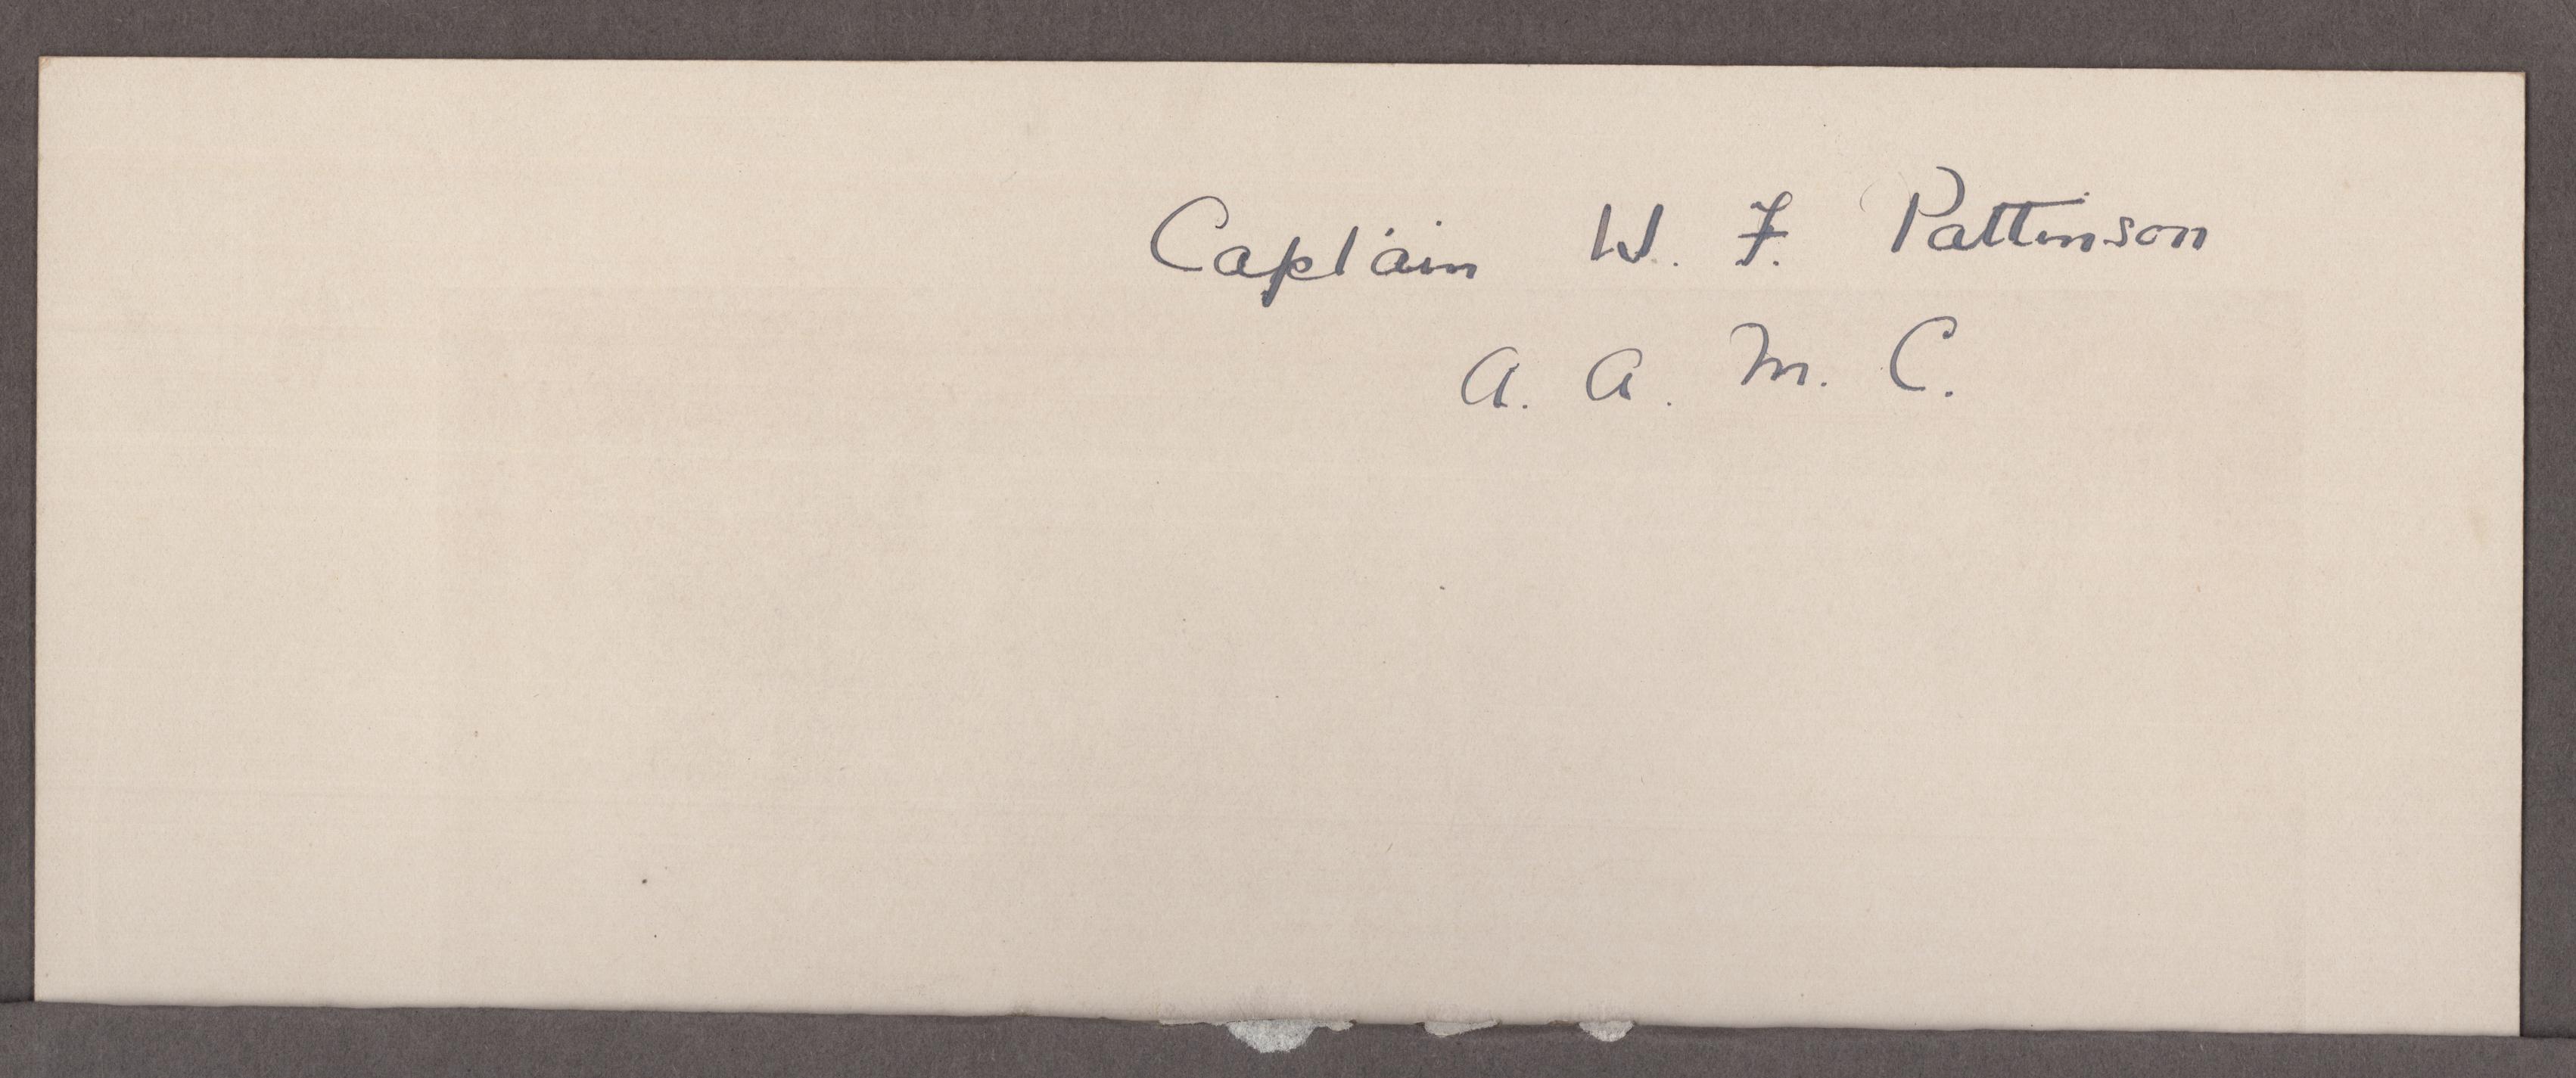 Captain W. F. Pattinson
A. A. M. C.